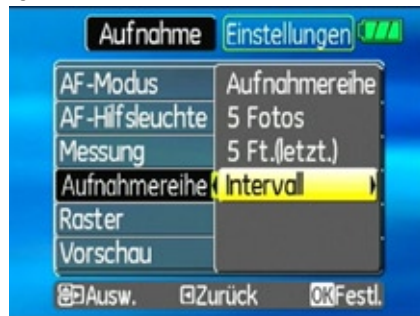 Aufnahme Einstellungen
AF-Modus Aufnahmereihe
AF-Hilfsleuchte 5 Fotos
Messung 5 Ft.(letzt.)
Aufnahmereihe Intervall
Raster
Vorschau
Ausw. Zurück OK Festl.